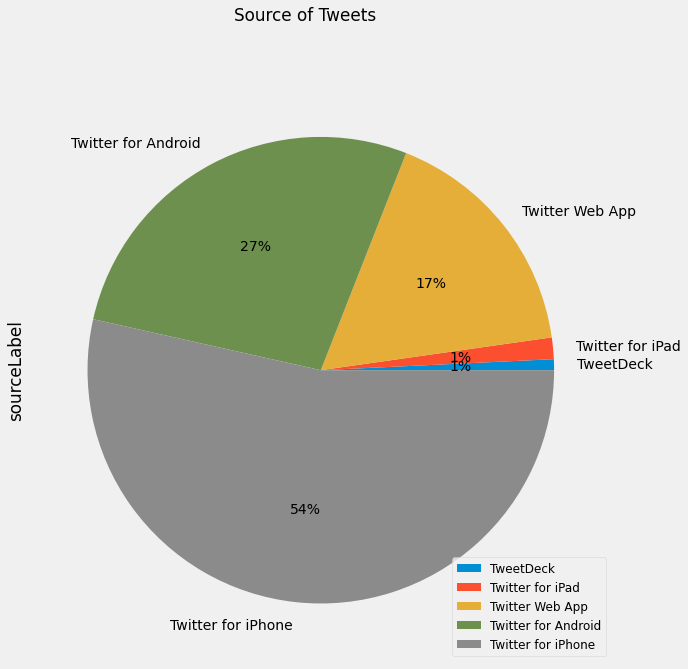 Source of Tweets
Twitter for Android
Twitter Web App
27%
17%
Twitter for iPad
1%
1%
TweetDeck
sourceLabel
54%
Twitter for iPhone
TweetDeck
Twitter for iPad
Twitter Web App
Twitter for Android
Twitter for iPhone